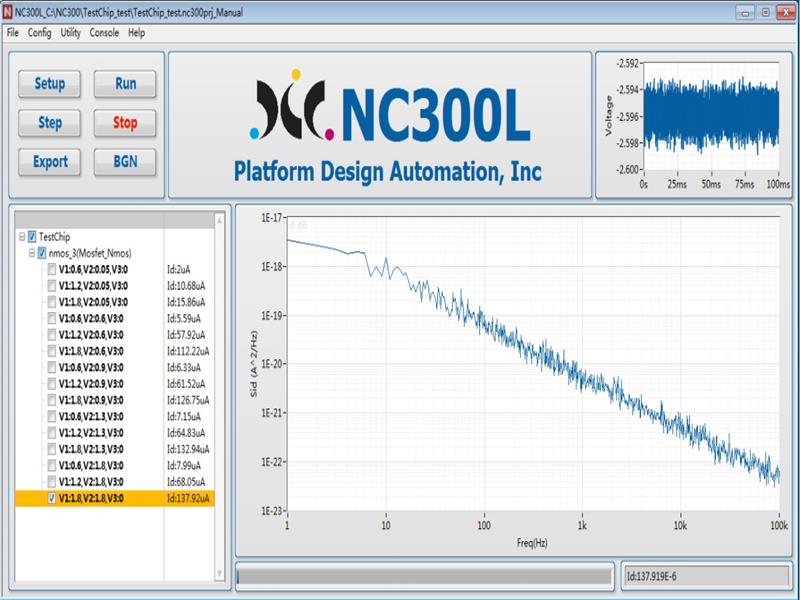 NC300L_C:\NC300\TestChip_test\TestChip_test.nc300prj_Manual
File Config Utility Console Help
Setup Run
Step Stop
Export BGN
NC300L
Platform Design Automation, Inc
Voltage
-2.592
-2.594
-2.596
-2.598
-2.600
0s 25ms 50ms 75ms 100ms
TestChip
nmos_3(Mosfet_Nmos)
V1:0.6,V2:0.05,V3:0 Id:2uA
V1:1.2,V2:0.05,V3:0 Id:10.68uA
V1:1.8,V2:0.05,V3:0 Id:15.86uA
V1:0.6,V2:0.6,V3:0 Id:5.59uA
V1:1.2,V2:0.6,V3:0 Id:57.92uA
V1:1.8,V2:0.6,V3:0 Id:112.22uA
V1:0.6,V2:0.9,V3:0 Id:6.33uA
V1:1.2,V2:0.9,V3:0 Id:61.52uA
V1:1.8,V2:0.9,V3:0 Id:126.75uA
V1:0.6,V2:1.3,V3:0 Id:7.15uA
V1:1.2,V2:1.3,V3:0 Id:64.83uA
V1:1.8,V2:1.3,V3:0 Id:132.94uA
V1:0.6,V2:1.8,V3:0 Id:7.99uA
V1:1.2,V2:1.8,V3:0 Id:68.05uA
V1:1.8,V2:1.8,V3:0 Id:137.92uA
Sid (A^2/Hz)
1E-17
1E-18
1E-19
1E-20
1E-21
1E-22
1E-23
1 10 100 1k 10k 100k
Freq(Hz)
Id:137.919E-6